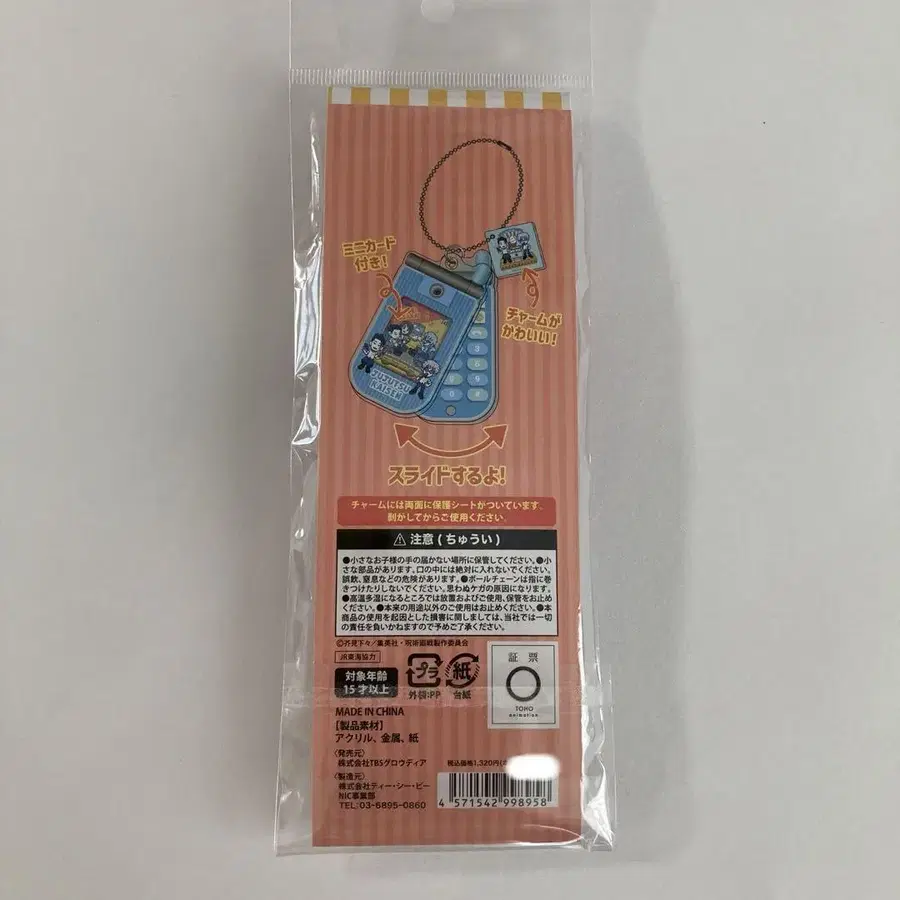 ミニカード
付き!
チャームが
かわいい!
JUJUTSU
KAISEN
スライドするよ!
チャームには両面に保護シートがついています。
剥がしてからご使用ください。
⚠ 注意 (ちゅうい)
●小さなお子様の手の届かない場所に保管してください。●小
さな部品があります。口の中には絶対に入れないでください。
誤飲、窒息などの危険があります。●ボールチェーンは指に巻
きつけたりしないでください。思わぬケガの原因になります。
●高温多湿になるところでは放置およびご使用、保管をお止め
ください。●本来の用途以外のご使用はお止めください。●本
商品の使用を起因とした損害に関しましては、当社では一切
の責任を負いかねますので予めご了承ください。
©芥見下々/集英社・呪術廻戦製作委員会
JR東海協力
対象年齢
15才以上
プラ
外袋:PP
紙
台紙
証票
TOHO
animation
MADE IN CHINA
【製品素材】
アクリル、金属、紙
〈発売元〉
株式会社TBSグロウディア
〈製造元〉
株式会社ティー・シー・ピー
NIC事業部
TEL:03-6895-0860
税込価格1,320円
4 571542 998958